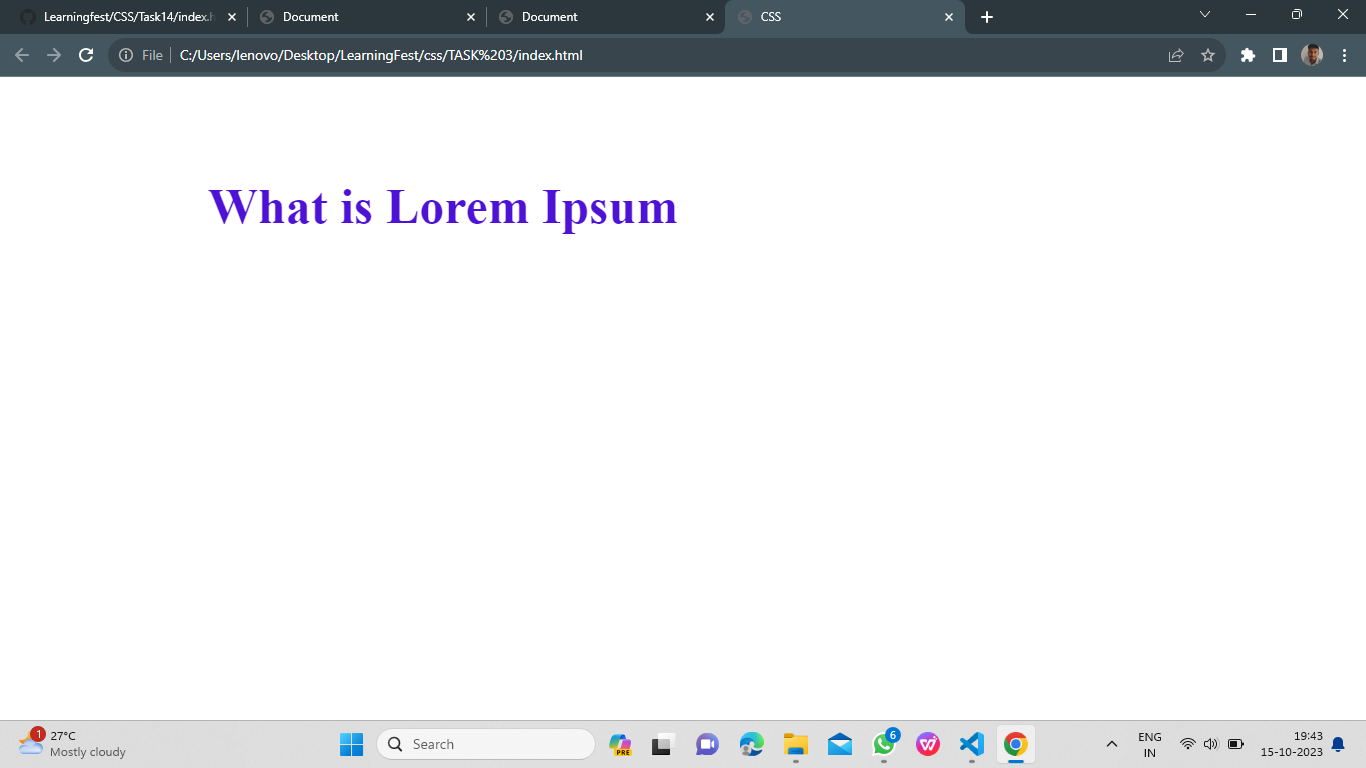 Learningfest/CSS/Task14/index.h
Document
Document
CSS
File
C:/Users/lenovo/Desktop/LearningFest/css/TASK%203/index.html
What is Lorem Ipsum
1
27°C
Mostly cloudy
Search
PRE
6
ENG
IN
19:43
15-10-2023